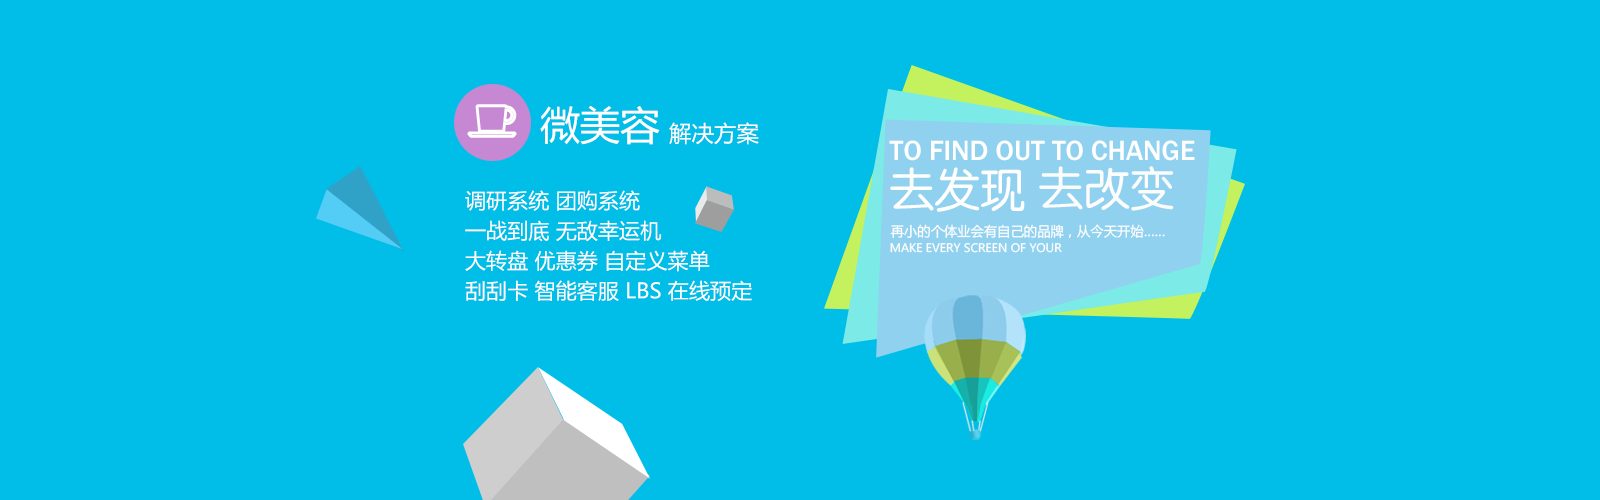 微美容 解决方案
调研系统 团购系统
一战到底 无敌幸运机
大转盘 优惠券 自定义菜单
刮刮卡 智能客服 LBS 在线预定
TO FIND OUT TO CHANGE
去发现 去改变
再小的个体业会有自己的品牌，从今天开始......
MAKE EVERY SCREEN OF YOUR